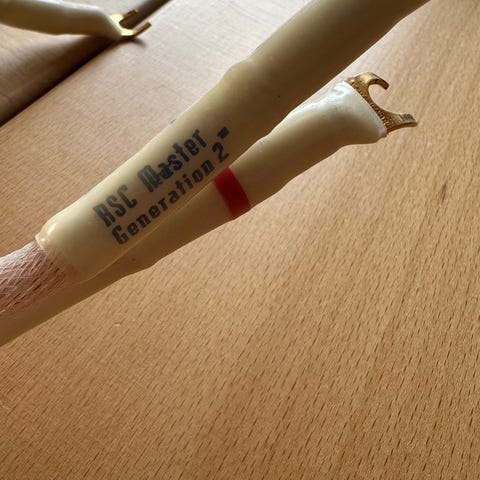 RSC Master
Generation 2"